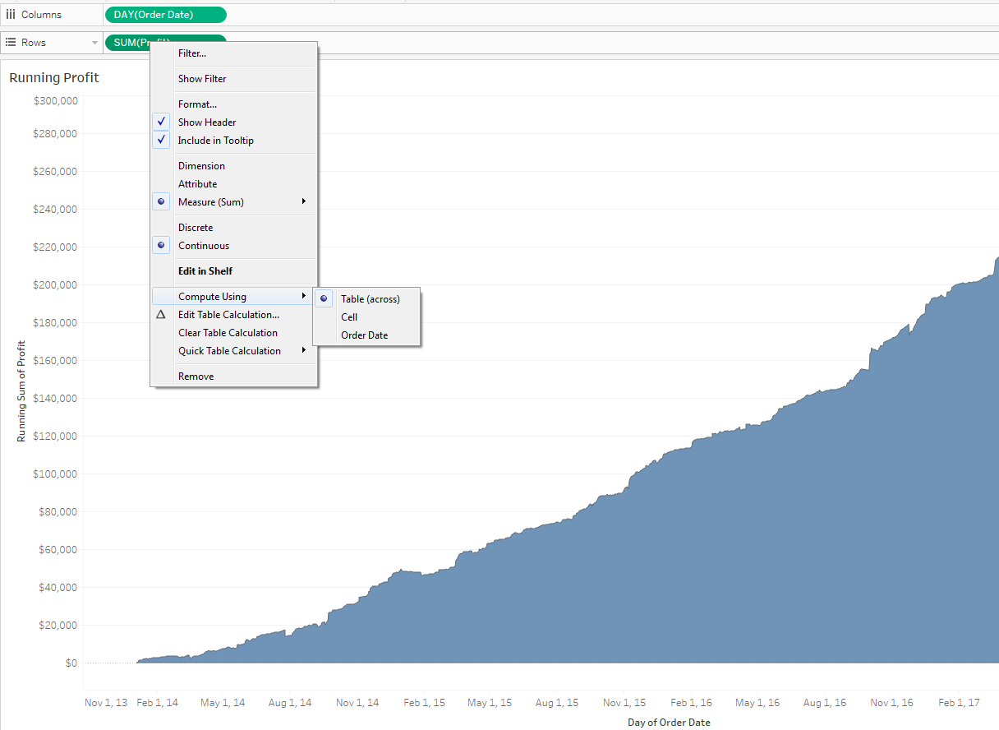 Columns
DAY(Order Date)
Rows
SUM(Profit)
Filter...
Show Filter
Format...
Show Header
Include in Tooltip
Dimension
Attribute
Measure (Sum)
Discrete
Continuous
Edit in Shelf
Compute Using
Edit Table Calculation...
Clear Table Calculation
Quick Table Calculation
Remove
Table (across)
Cell
Order Date
Running Profit
$300,000
$280,000
$260,000
$240,000
$220,000
$200,000
$180,000
$160,000
$140,000
$120,000
$100,000
$80,000
$60,000
$40,000
$20,000
$0
Running Sum of Profit
Nov 1, 13 Feb 1, 14 May 1, 14 Aug 1, 14 Nov 1, 14 Feb 1, 15 May 1, 15 Aug 1, 15 Nov 1, 15 Feb 1, 16 May 1, 16 Aug 1, 16 Nov 1, 16 Feb 1, 17
Day of Order Date